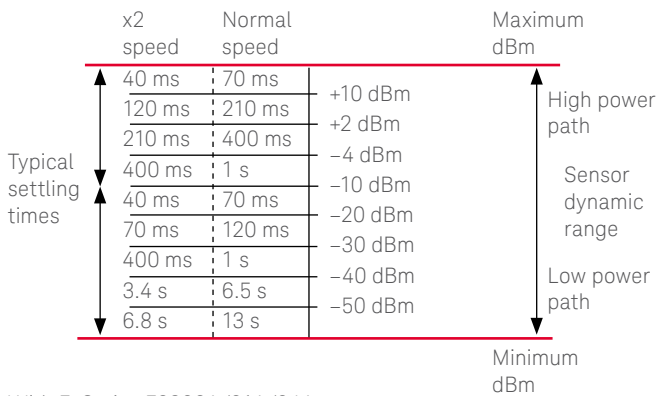 x2 Normal Maximum
speed speed dBm
40 ms 70 ms
+10 dBm
120 ms 210 ms
+2 dBm
210 ms 400 ms
−4 dBm
400 ms 1 s
−10 dBm
40 ms 70 ms
−20 dBm
70 ms 120 ms
−30 dBm
400 ms 1 s
−40 dBm
3.4 s 6.5 s
−50 dBm
6.8 s 13 s
Typical
settling
times
High power
path
Sensor
dynamic
range
Low power
path
Minimum
dBm